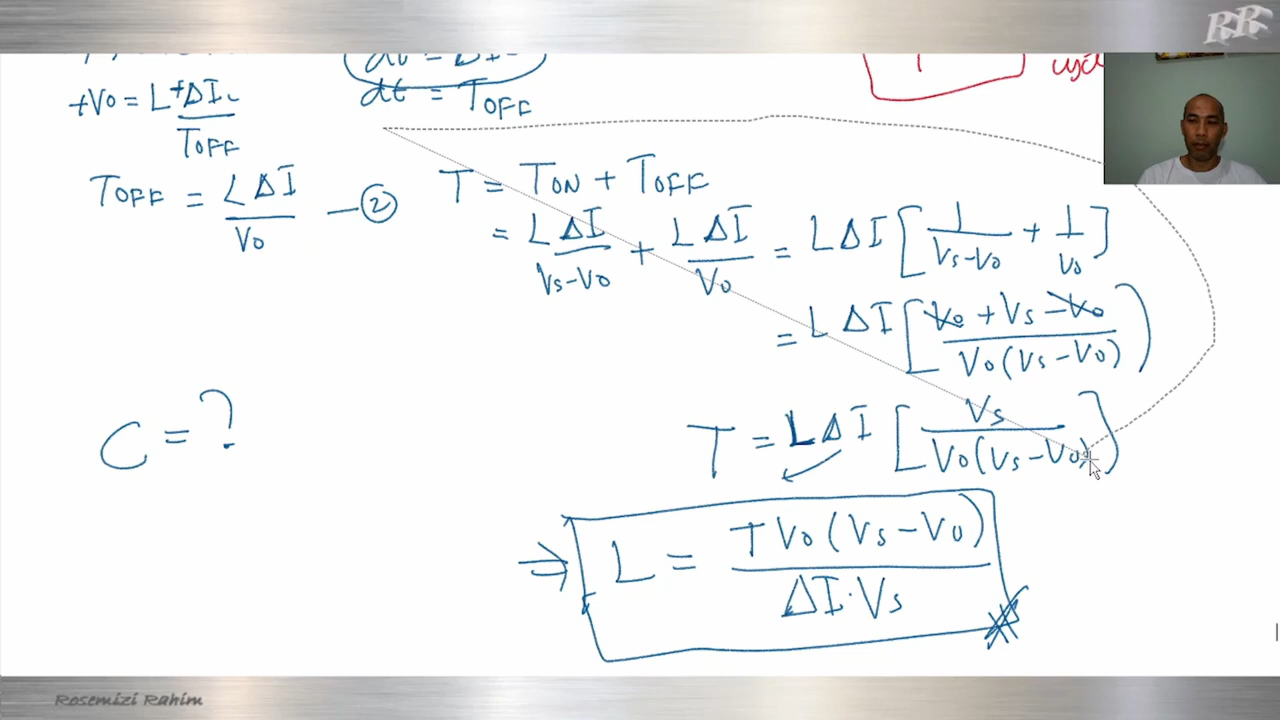 RR
+Vo = L +ΔIL / TOFF
dt = TOFF
TOFF = LΔI / Vo — ②
T = TON + TOFF
= LΔI / Vs-Vo + LΔI / Vo = LΔI [ 1 / Vs-Vo + 1 / Vo ]
= LΔI [ Vo + Vs - Vo / Vo(Vs-Vo) ]
C = ?
T = LΔI [ Vs / Vo(Vs-Vo) ]
⇒ L = TVo(Vs-Vo) / ΔI·Vs
Rosemizi Rahim